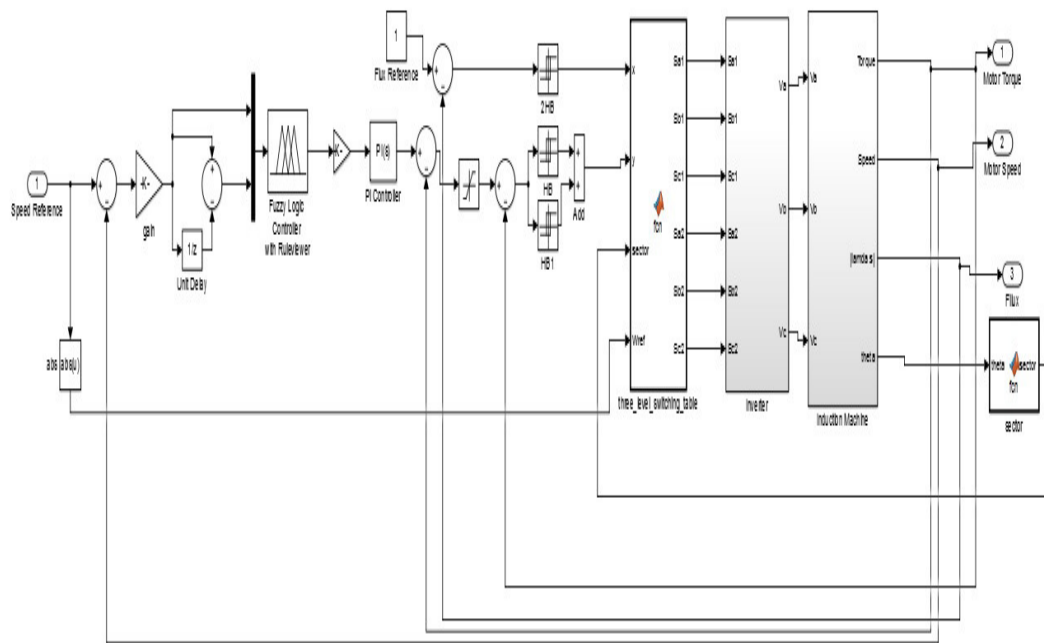 1
Speed Reference
-K-
gain
1/z
Unit Delay
Fuzzy Logic
Controller
with Ruleviewer
-K-
PI(s)
PI Controller
1
Flux Reference
2HB
HB
HB1
Add
abs abs(u)
x
y
sector
Wref
fcn
Sa1
Sb1
Sc1
Sa2
Sb2
Sc2
three_level_switching_table
Sa1
Sb1
Sc1
Sa2
Sb2
Sc2
Va
Vb
Vc
Inverter
Va
Vb
Vc
Torque
Speed
|lamda s|
theta
Induction Machine
1
Motor Torque
2
Motor Speed
3
Flux
theta
sector
fcn
sector